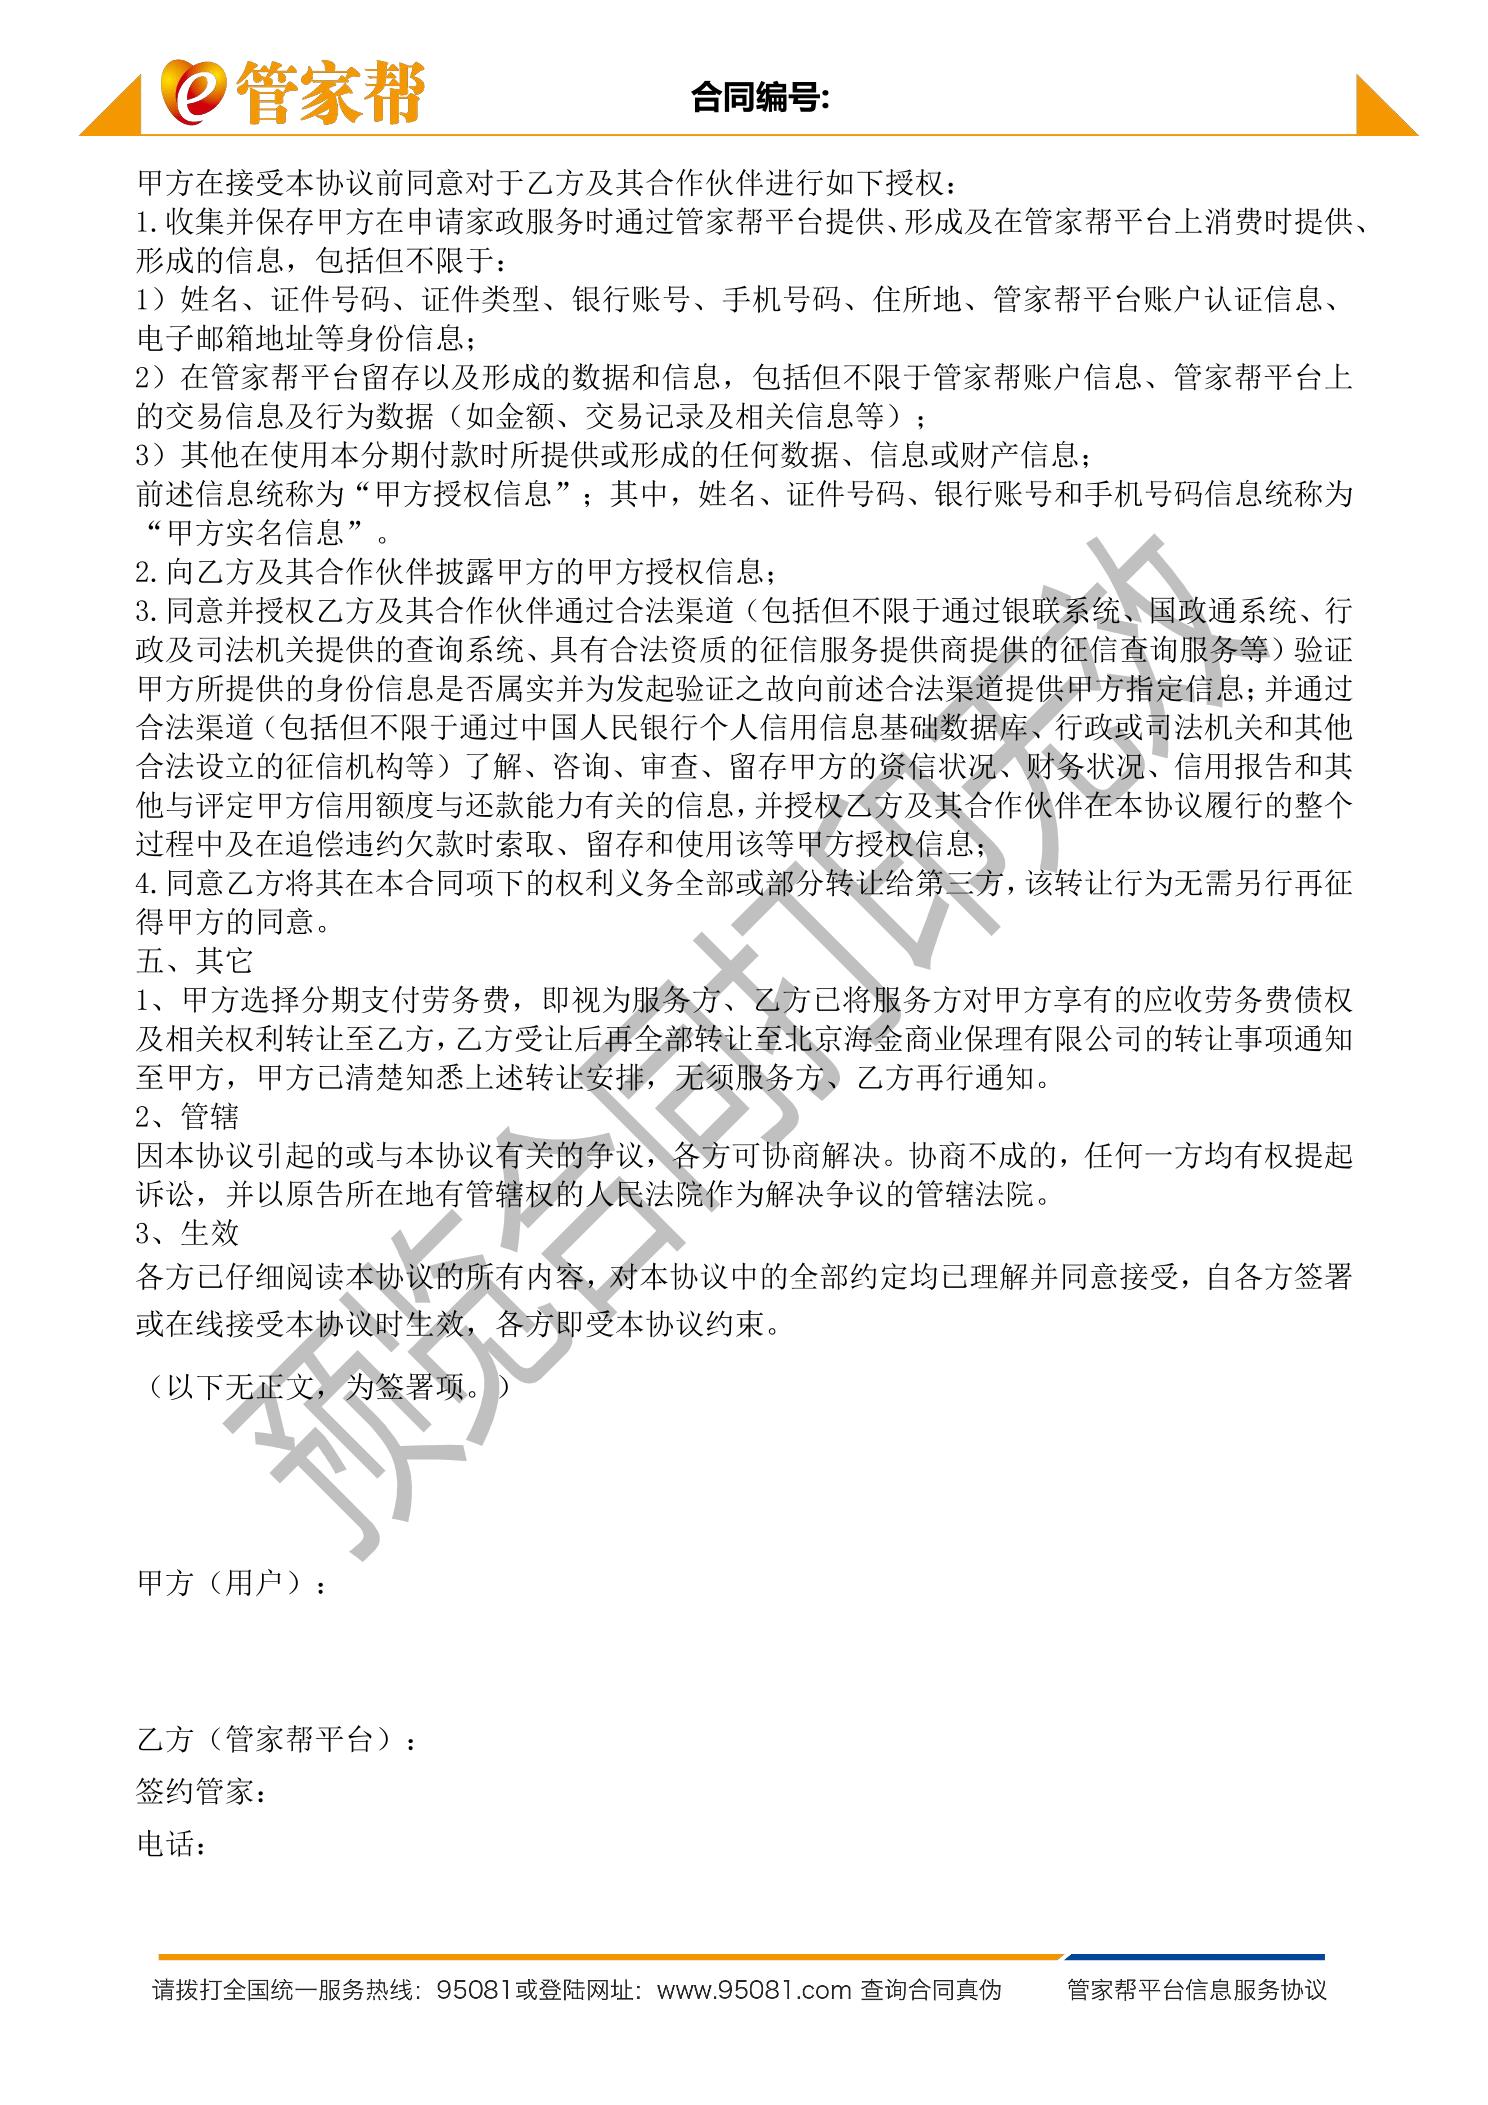 管家帮
合同编号:
甲方在接受本协议前同意对于乙方及其合作伙伴进行如下授权：
1.收集并保存甲方在申请家政服务时通过管家帮平台提供、形成及在管家帮平台上消费时提供、
形成的信息，包括但不限于：
1）姓名、证件号码、证件类型、银行账号、手机号码、住所地、管家帮平台账户认证信息、
电子邮箱地址等身份信息；
2）在管家帮平台留存以及形成的数据和信息，包括但不限于管家帮账户信息、管家帮平台上
的交易信息及行为数据（如金额、交易记录及相关信息等）；
3）其他在使用本分期付款时所提供或形成的任何数据、信息或财产信息；
前述信息统称为“甲方授权信息”；其中，姓名、证件号码、银行账号和手机号码信息统称为
“甲方实名信息”。
2.向乙方及其合作伙伴披露甲方的甲方授权信息；
3.同意并授权乙方及其合作伙伴通过合法渠道（包括但不限于通过银联系统、国政通系统、行
政及司法机关提供的查询系统、具有合法资质的征信服务提供商提供的征信查询服务等）验证
甲方所提供的身份信息是否属实并为发起验证之故向前述合法渠道提供甲方指定信息；并通过
合法渠道（包括但不限于通过中国人民银行个人信用信息基础数据库、行政或司法机关和其他
合法设立的征信机构等）了解、咨询、审查、留存甲方的资信状况、财务状况、信用报告和其
他与评定甲方信用额度与还款能力有关的信息，并授权乙方及其合作伙伴在本协议履行的整个
过程中及在追偿违约欠款时索取、留存和使用该等甲方授权信息；
4.同意乙方将其在本合同项下的权利义务全部或部分转让给第三方，该转让行为无需另行再征
得甲方的同意。
五、其它
1、甲方选择分期支付劳务费，即视为服务方、乙方已将服务方对甲方享有的应收劳务费债权
及相关权利转让至乙方，乙方受让后再全部转让至北京海金商业保理有限公司的转让事项通知
至甲方，甲方已清楚知悉上述转让安排，无须服务方、乙方再行通知。
2、管辖
因本协议引起的或与本协议有关的争议，各方可协商解决。协商不成的，任何一方均有权提起
诉讼，并以原告所在地有管辖权的人民法院作为解决争议的管辖法院。
3、生效
各方已仔细阅读本协议的所有内容，对本协议中的全部约定均已理解并同意接受，自各方签署
或在线接受本协议时生效，各方即受本协议约束。
（以下无正文，为签署项。）
预览合同打印无效
甲方（用户）：
乙方（管家帮平台）：
签约管家：
电话：
请拨打全国统一服务热线：95081或登陆网址：www.95081.com 查询合同真伪
管家帮平台信息服务协议